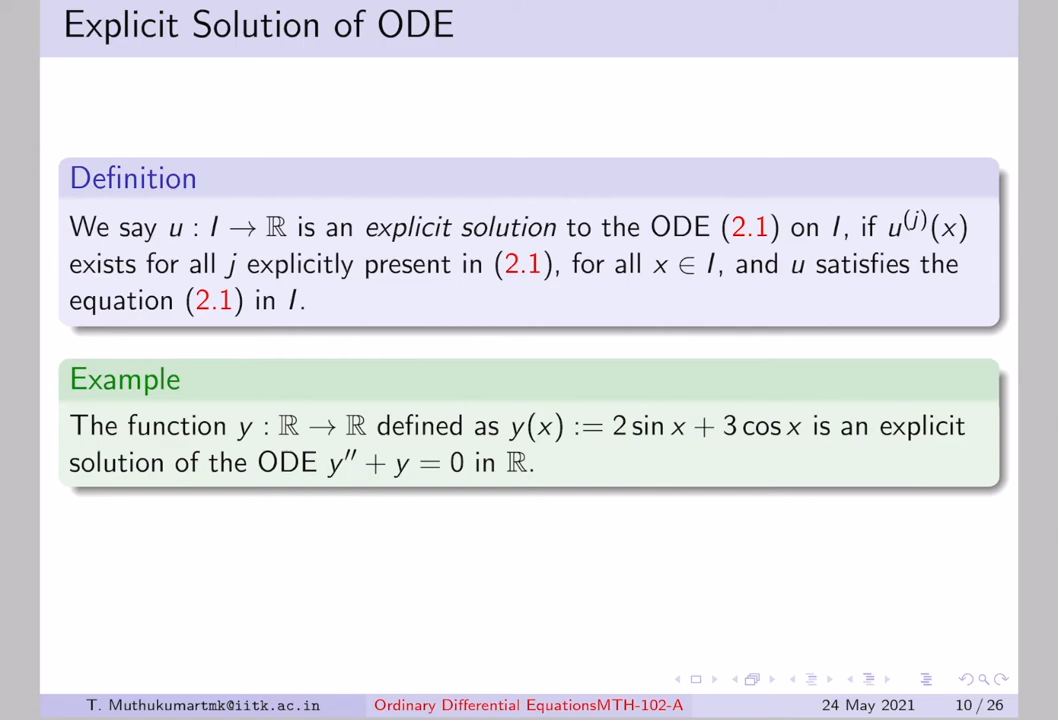 Explicit Solution of ODE
Definition
We say u : I → ℝ is an explicit solution to the ODE (2.1) on I, if u⁽ʲ⁾(x)
exists for all j explicitly present in (2.1), for all x ∈ I, and u satisfies the
equation (2.1) in I.
Example
The function y : ℝ → ℝ defined as y(x) := 2 sin x + 3 cos x is an explicit
solution of the ODE y″ + y = 0 in ℝ.
T. Muthukumartmk@iitk.ac.in Ordinary Differential EquationsMTH-102-A 24 May 2021 10 / 26